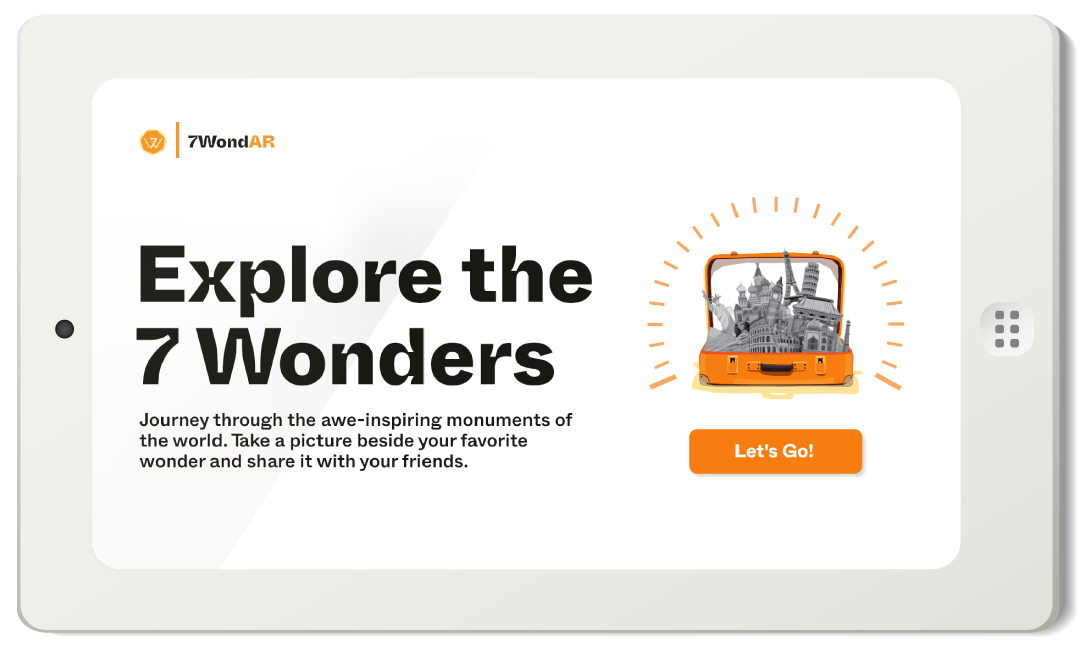 7WondAR
Explore the
7 Wonders
Journey through the awe-inspiring monuments of
the world. Take a picture beside your favorite
wonder and share it with your friends.
Let's Go!